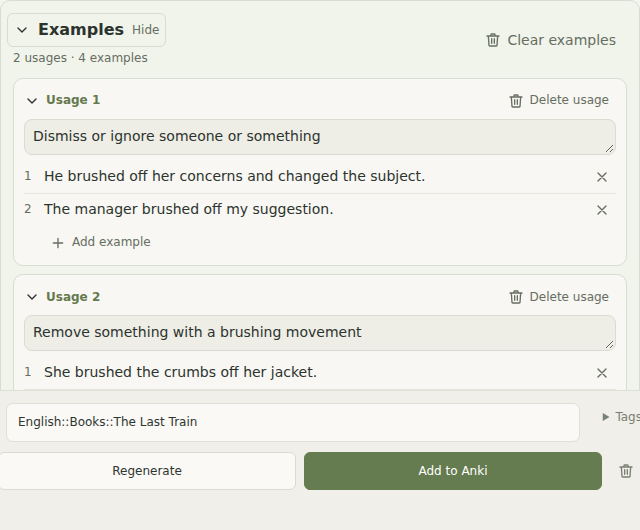 Examples Hide
Clear examples
2 usages · 4 examples
Usage 1
Delete usage
Dismiss or ignore someone or something
1 He brushed off her concerns and changed the subject.
2 The manager brushed off my suggestion.
Add example
Usage 2
Delete usage
Remove something with a brushing movement
1 She brushed the crumbs off her jacket.
English::Books::The Last Train
Tags
Regenerate
Add to Anki